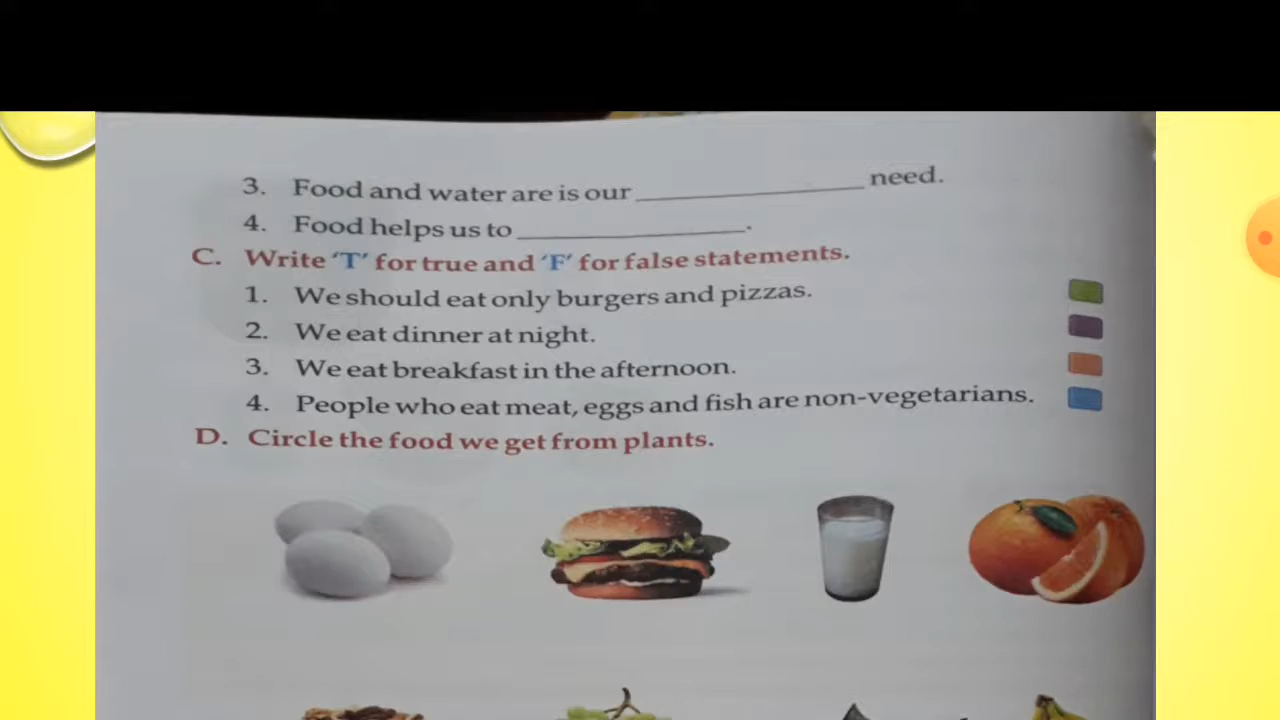 3. Food and water are is our ____________ need.
4. Food helps us to ____________.
C. Write 'T' for true and 'F' for false statements.
1. We should eat only burgers and pizzas.
2. We eat dinner at night.
3. We eat breakfast in the afternoon.
4. People who eat meat, eggs and fish are non-vegetarians.
D. Circle the food we get from plants.